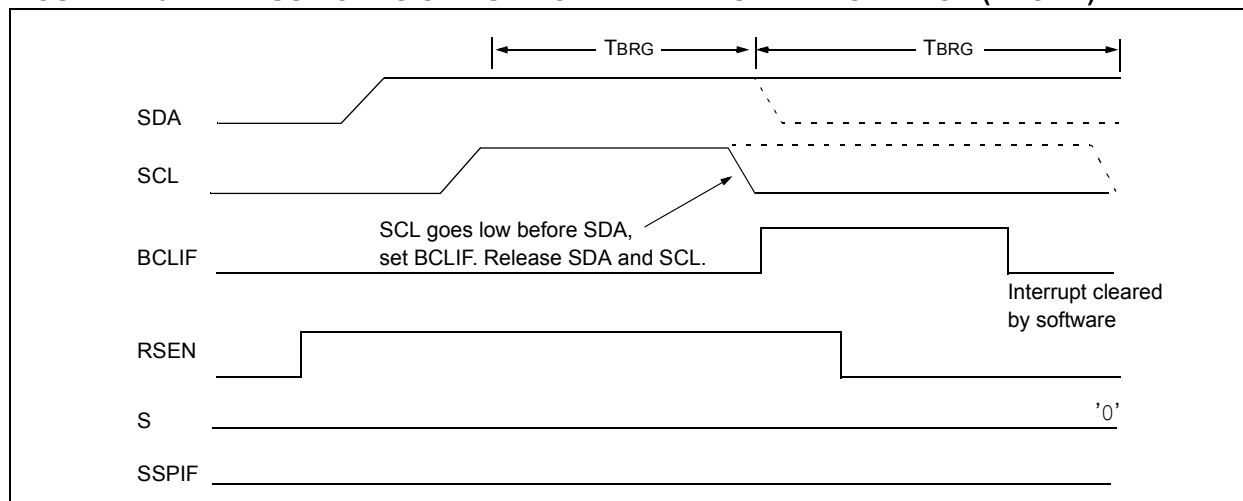 TBRG TBRG
SDA
SCL
SCL goes low before SDA,
set BCLIF. Release SDA and SCL.
BCLIF
Interrupt cleared
by software
RSEN
S '0'
SSPIF